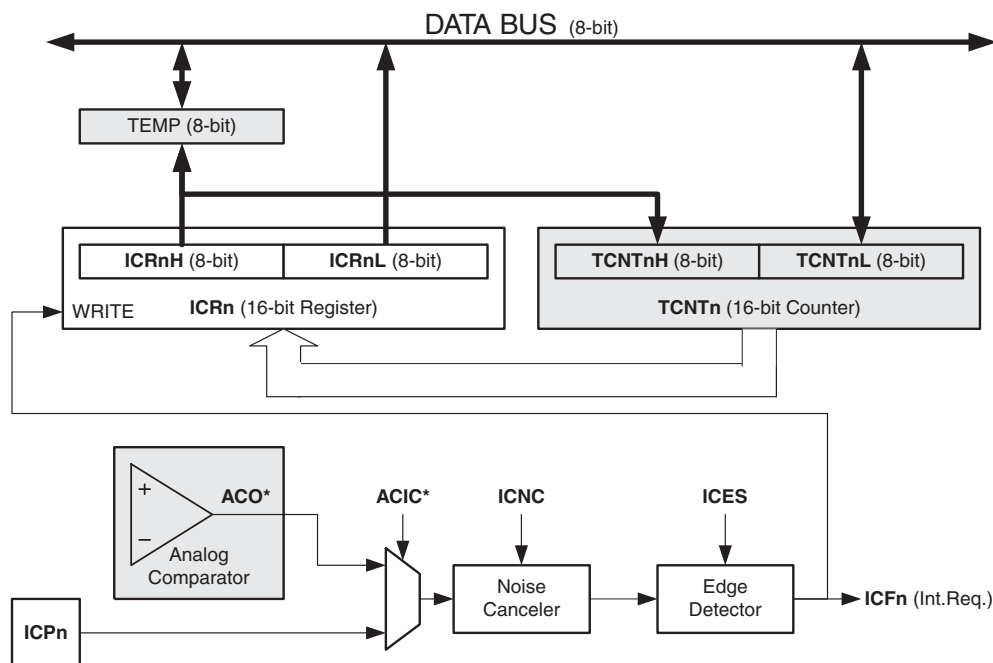 DATA BUS (8-bit)
TEMP (8-bit)
ICRnH (8-bit) ICRnL (8-bit) TCNTnH (8-bit) TCNTnL (8-bit)
WRITE ICRn (16-bit Register) TCNTn (16-bit Counter)
+ ACO* ACIC* ICNC ICES
−
Analog
Comparator
Noise
Canceler
Edge
Detector
ICFn (Int.Req.)
ICPn